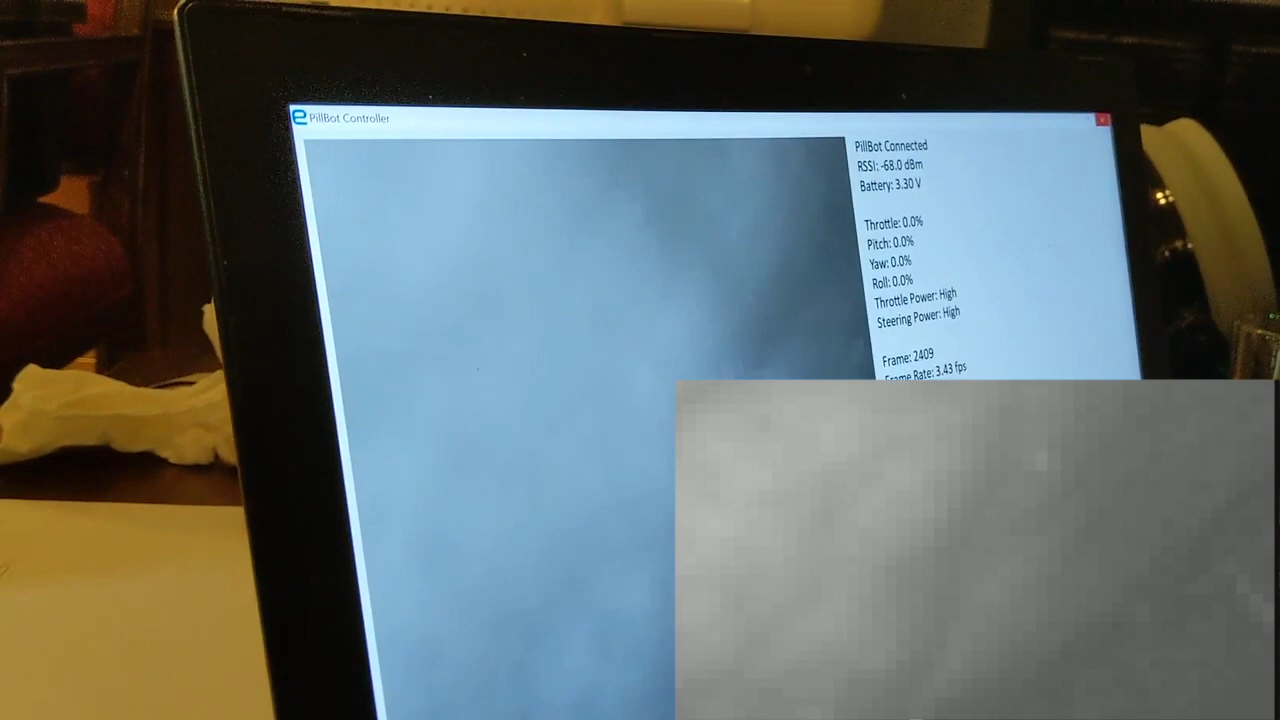 PillBot Controller
PillBot Connected
RSSI: -68.0 dBm
Battery: 3.30 V
Throttle: 0.0%
Pitch: 0.0%
Yaw: 0.0%
Roll: 0.0%
Throttle Power: High
Steering Power: High
Frame: 2409
Frame Rate: 3.43 fps